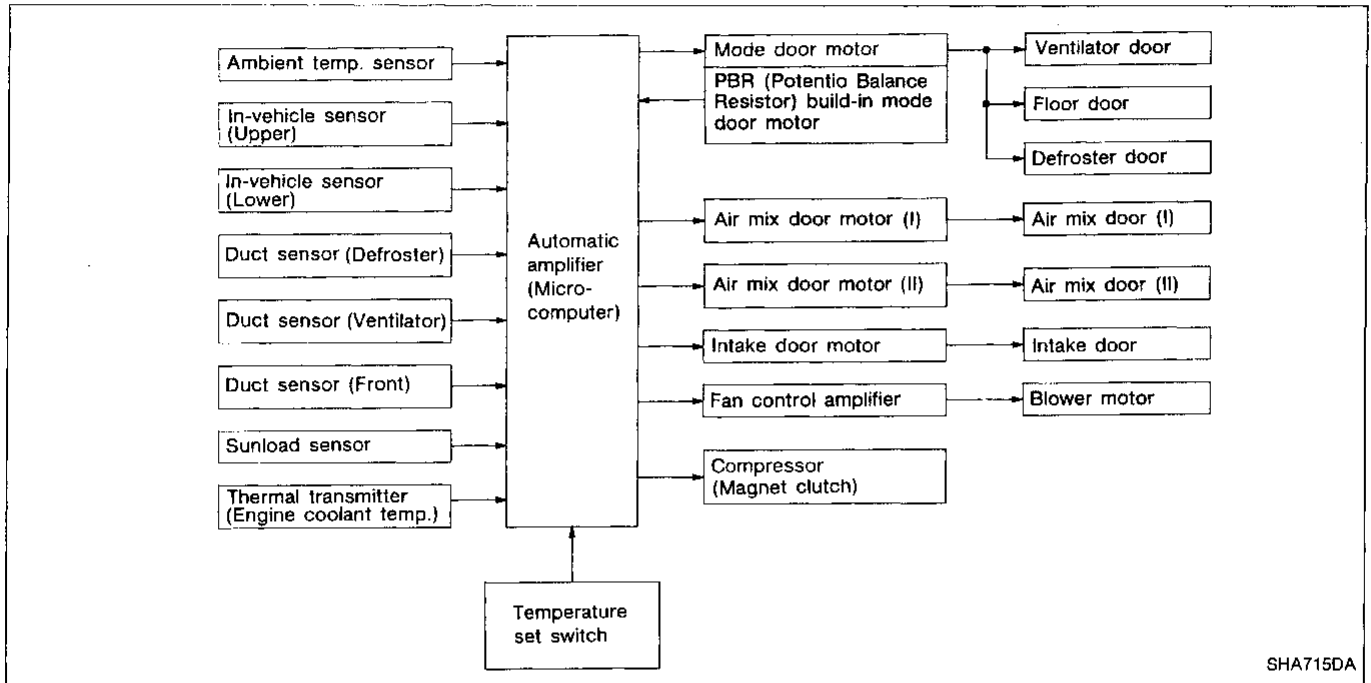 Ambient temp. sensor
In-vehicle sensor
(Upper)
In-vehicle sensor
(Lower)
Duct sensor (Defroster)
Duct sensor (Ventilator)
Duct sensor (Front)
Sunload sensor
Thermal transmitter
(Engine coolant temp.)
Automatic
amplifier
(Micro-
computer)
Temperature
set switch
Mode door motor
PBR (Potentio Balance
Resistor) build-in mode
door motor
Air mix door motor (I)
Air mix door motor (II)
Intake door motor
Fan control amplifier
Compressor
(Magnet clutch)
Ventilator door
Floor door
Defroster door
Air mix door (I)
Air mix door (II)
Intake door
Blower motor
SHA715DA